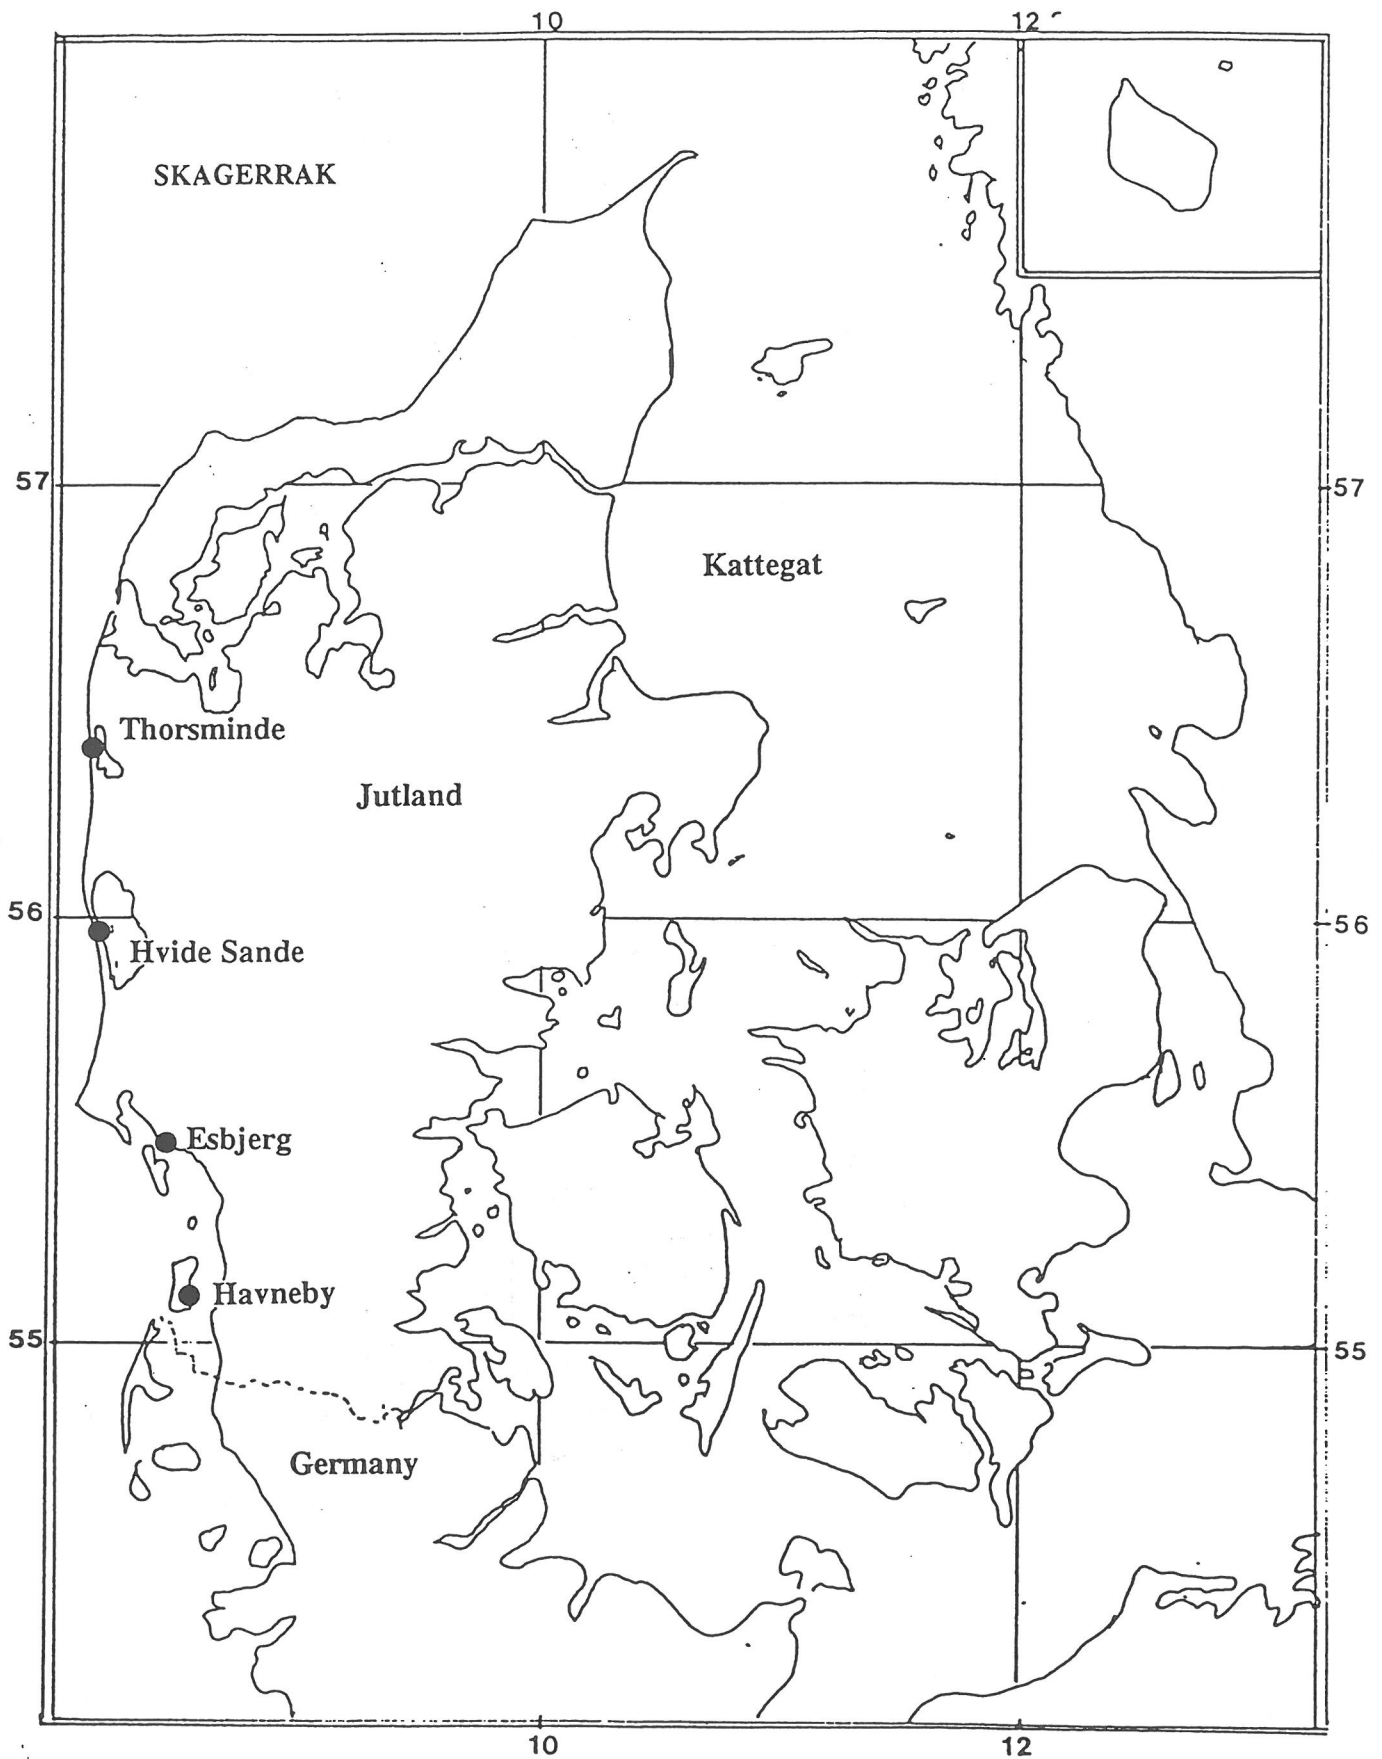 10 12
SKAGERRAK
57 57
Kattegat
Thorsminde
Jutland
56 56
Hvide Sande
Esbjerg
Havneby
55 55
Germany
10 12